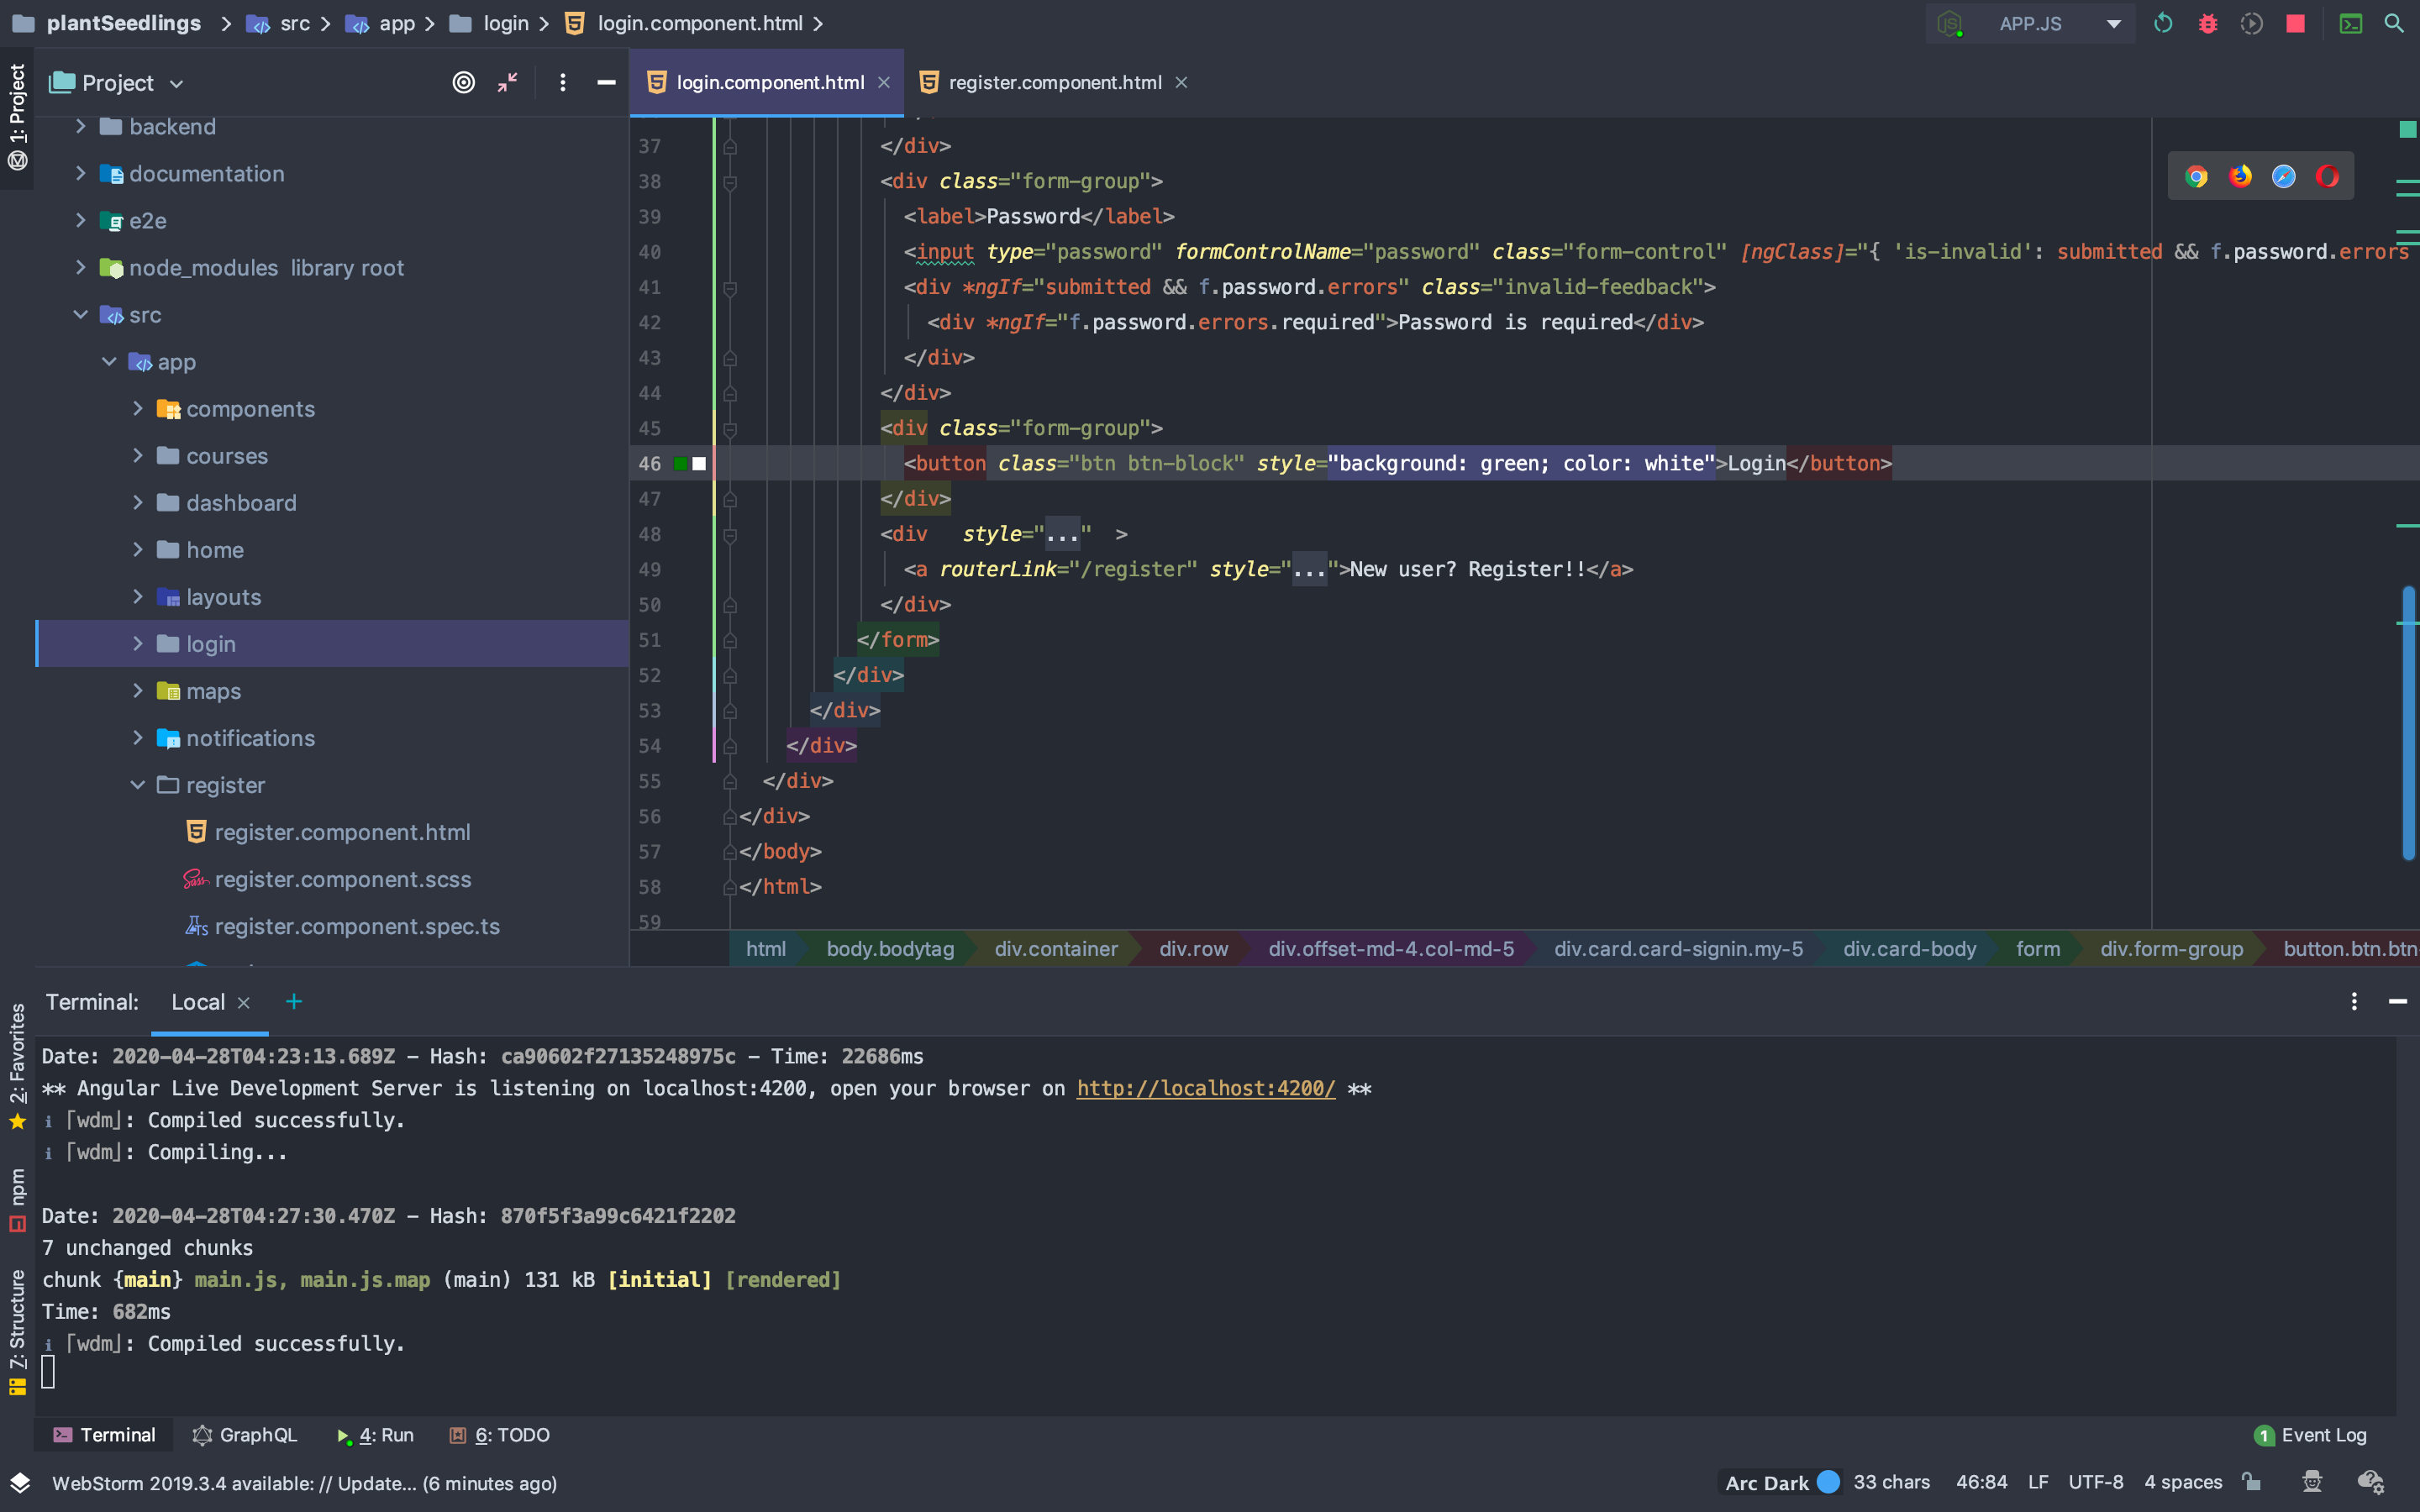 plantSeedlings > src > app > login > login.component.html >
APP.JS
1: Project
Project
login.component.html
register.component.html
backend
documentation
e2e
node_modules library root
src
app
components
courses
dashboard
home
layouts
login
maps
notifications
register
register.component.html
register.component.scss
register.component.spec.ts
37 </div>
38 <div class="form-group">
39 <label>Password</label>
40 <input type="password" formControlName="password" class="form-control" [ngClass]="{ 'is-invalid': submitted && f.password.errors
41 <div *ngIf="submitted && f.password.errors" class="invalid-feedback">
42 <div *ngIf="f.password.errors.required">Password is required</div>
43 </div>
44 </div>
45 <div class="form-group">
46 <button class="btn btn-block" style="background: green; color: white">Login</button>
47 </div>
48 <div   style="..."  >
49 <a routerLink="/register" style="...">New user? Register!!</a>
50 </div>
51 </form>
52 </div>
53 </div>
54 </div>
55 </div>
56 </div>
57 </body>
58 </html>
59
html body.bodytag div.container div.row div.offset-md-4.col-md-5 div.card.card-signin.my-5 div.card-body form div.form-group button.btn.btn-
2: Favorites
npm
7: Structure
Terminal: Local +
Date: 2020-04-28T04:23:13.689Z - Hash: ca90602f27135248975c - Time: 22686ms
** Angular Live Development Server is listening on localhost:4200, open your browser on http://localhost:4200/ **
i ｢wdm｣: Compiled successfully.
i ｢wdm｣: Compiling...
Date: 2020-04-28T04:27:30.470Z - Hash: 870f5f3a99c6421f2202
7 unchanged chunks
chunk {main} main.js, main.js.map (main) 131 kB [initial] [rendered]
Time: 682ms
i ｢wdm｣: Compiled successfully.
Terminal GraphQL 4: Run 6: TODO
1 Event Log
WebStorm 2019.3.4 available: // Update... (6 minutes ago)
Arc Dark 33 chars 46:84 LF UTF-8 4 spaces